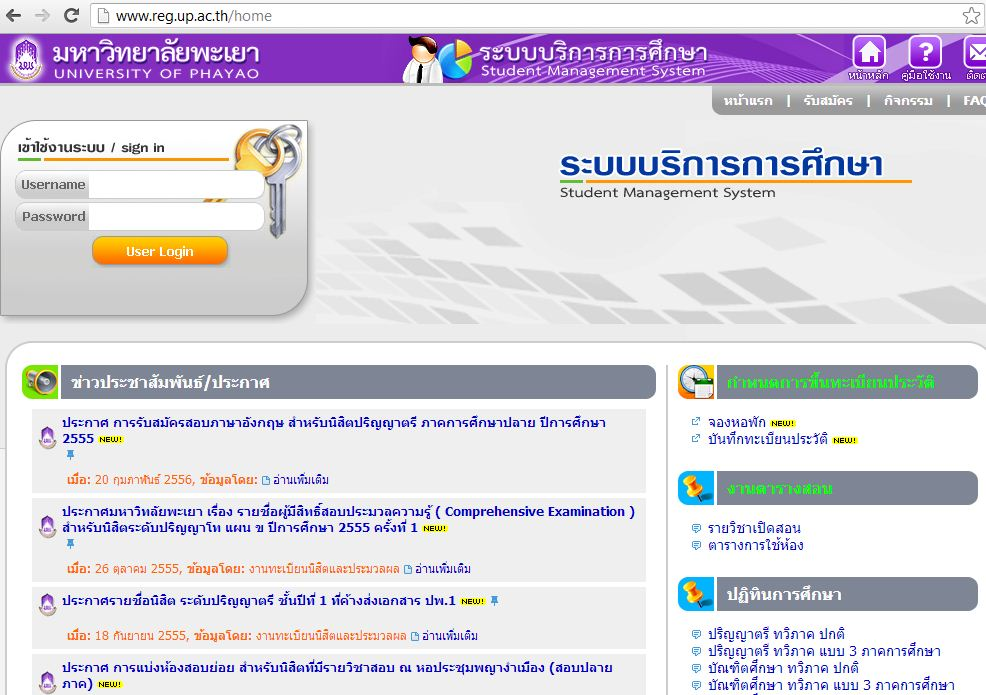 www.reg.up.ac.th/home
มหาวิทยาลัยพะเยา
UNIVERSITY OF PHAYAO
ระบบบริการการศึกษา
Student Management System
หน้าหลัก คู่มือใช้งาน ติดต
หน้าแรก | รับสมัคร | กิจกรรม | FAQ
เข้าใช้งานระบบ / sign in
Username
Password
User Login
ระบบบริการการศึกษา
Student Management System
ข่าวประชาสัมพันธ์/ประกาศ
ประกาศ การรับสมัครสอบภาษาอังกฤษ สำหรับนิสิตปริญญาตรี ภาคการศึกษาปลาย ปีการศึกษา
2555 NEW!
เมื่อ: 20 กุมภาพันธ์ 2556, ข้อมูลโดย: อ่านเพิ่มเติม
ประกาศมหาวิทลัยพะเยา เรื่อง รายชื่อผู้มีสิทธิ์สอบประมวลความรู้ ( Comprehensive Examination )
สำหรับนิสิตระดับปริญญาโท แผน ข ปีการศึกษา 2555 ครั้งที่ 1 NEW!
เมื่อ: 26 ตุลาคม 2555, ข้อมูลโดย: งานทะเบียนนิสิตและประมวลผล อ่านเพิ่มเติม
ประกาศรายชื่อนิสิต ระดับปริญญาตรี ชั้นปีที่ 1 ที่ค้างส่งเอกสาร ปพ.1 NEW!
เมื่อ: 18 กันยายน 2555, ข้อมูลโดย: งานทะเบียนนิสิตและประมวลผล อ่านเพิ่มเติม
ประกาศ การแบ่งห้องสอบย่อย สำหรับนิสิตที่มีรายวิชาสอบ ณ หอประชุมพญางำเมือง (สอบปลาย
ภาค) NEW!
กำหนดการขึ้นทะเบียนประวัติ
จองหอพัก NEW!
บันทึกทะเบียนประวัติ NEW!
งานตารางสอน
รายวิชาเปิดสอน
ตารางการใช้ห้อง
ปฏิทินการศึกษา
ปริญญาตรี ทวิภาค ปกติ
ปริญญาตรี ทวิภาค แบบ 3 ภาคการศึกษา
บัณฑิตศึกษา ทวิภาค ปกติ
บัณฑิตศึกษา ทวิภาค แบบ 3 ภาคการศึกษา